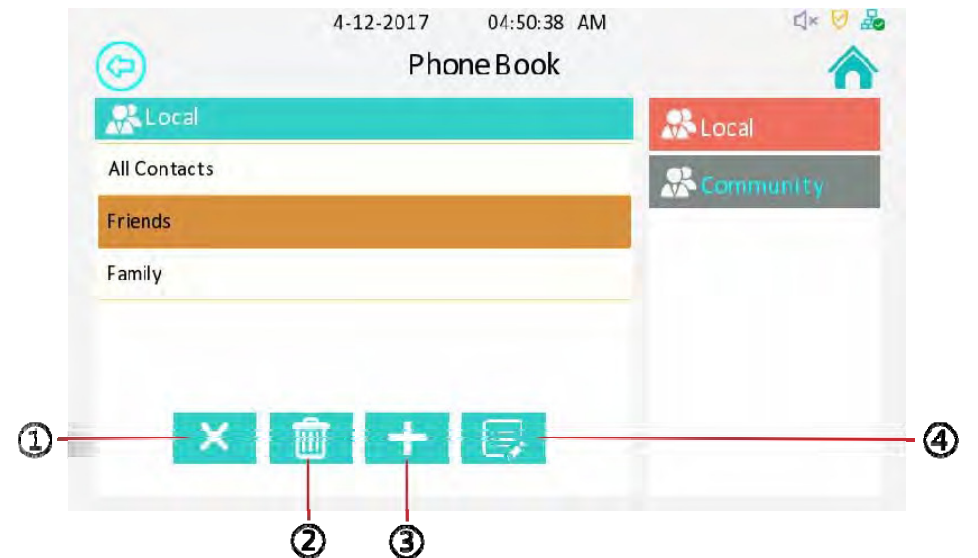 4-12-2017 04:50:38 AM
Phone Book
Local
Local
All Contacts
Community
Friends
Family
①
④
②
③